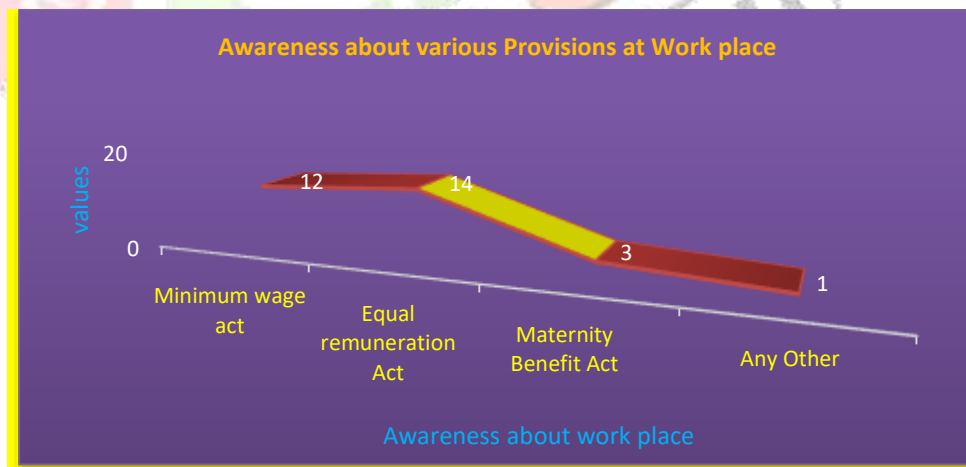 Awareness about various Provisions at Work place
20
0
values
12
14
3
1
Minimum wage
act
Equal
remuneration
Act
Maternity
Benefit Act
Any Other
Awareness about work place